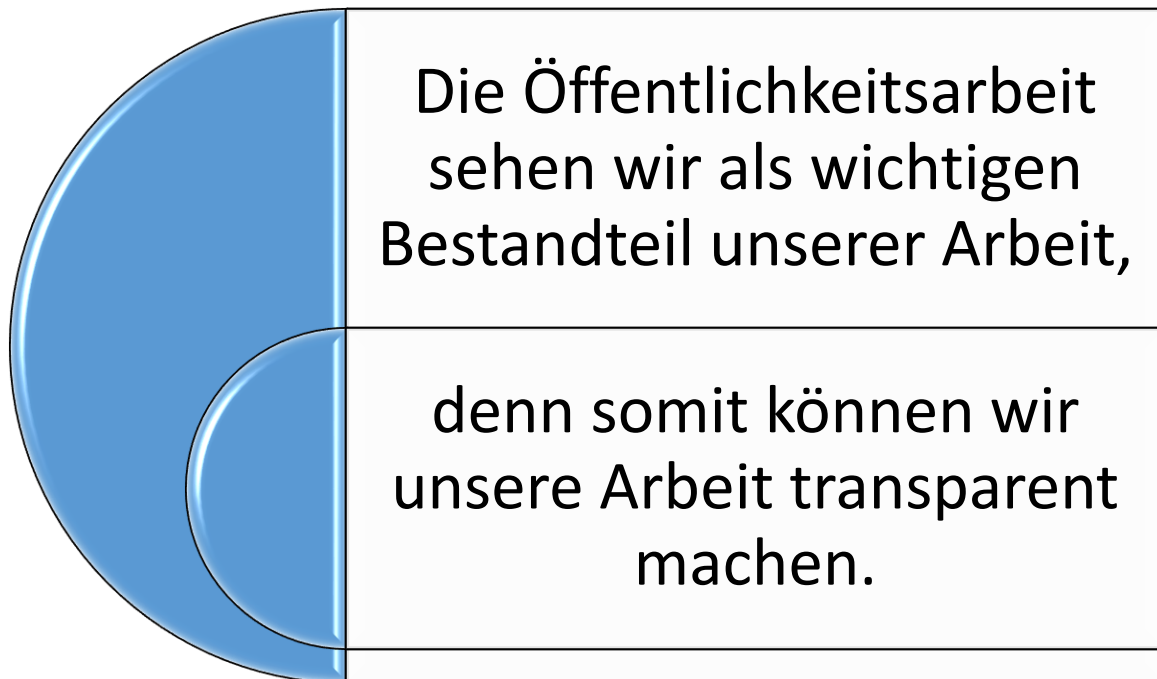 Die Öffentlichkeitsarbeit
sehen wir als wichtigen
Bestandteil unserer Arbeit,
denn somit können wir
unsere Arbeit transparent
machen.